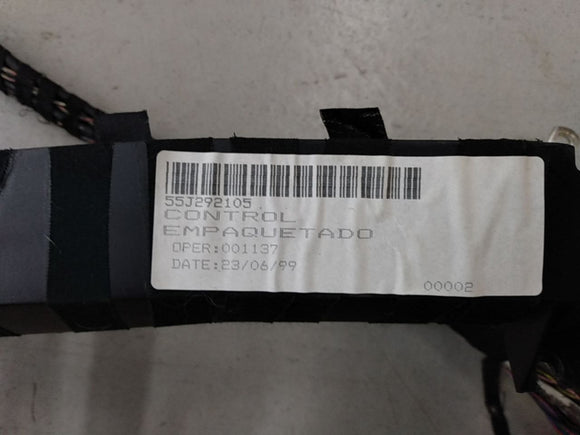 55J292105
CONTROL
EMPAQUETADO
OPER:001137
DATE:23/06/99
00002